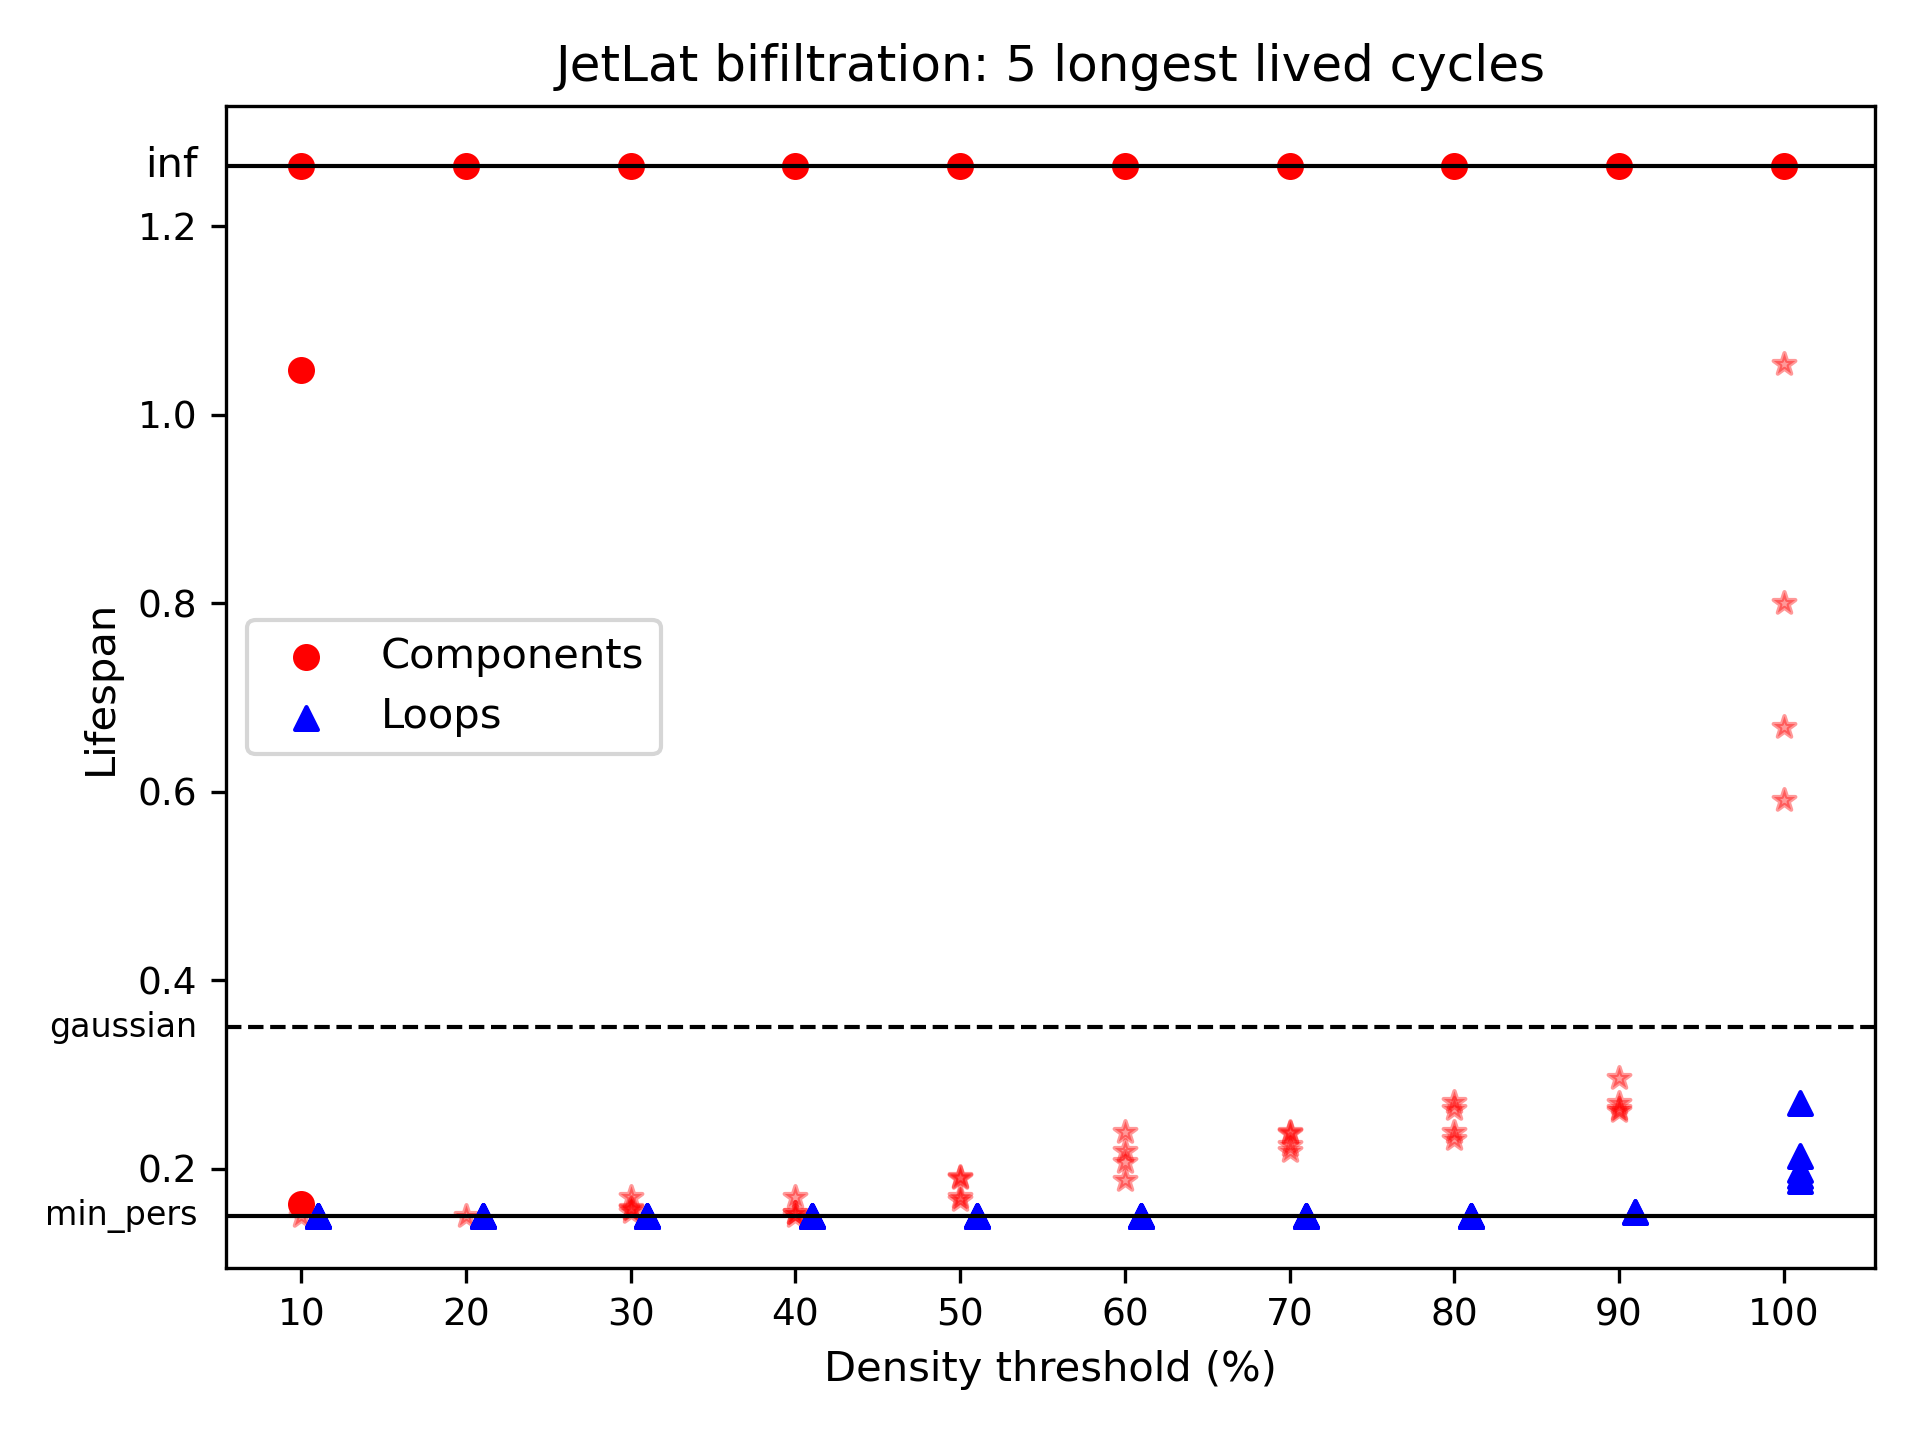 JetLat bifiltration: 5 longest lived cycles
inf
1.2
1.0
0.8
0.6
0.4
gaussian
0.2
min_pers
Lifespan
Components
Loops
10 20 30 40 50 60 70 80 90 100
Density threshold (%)